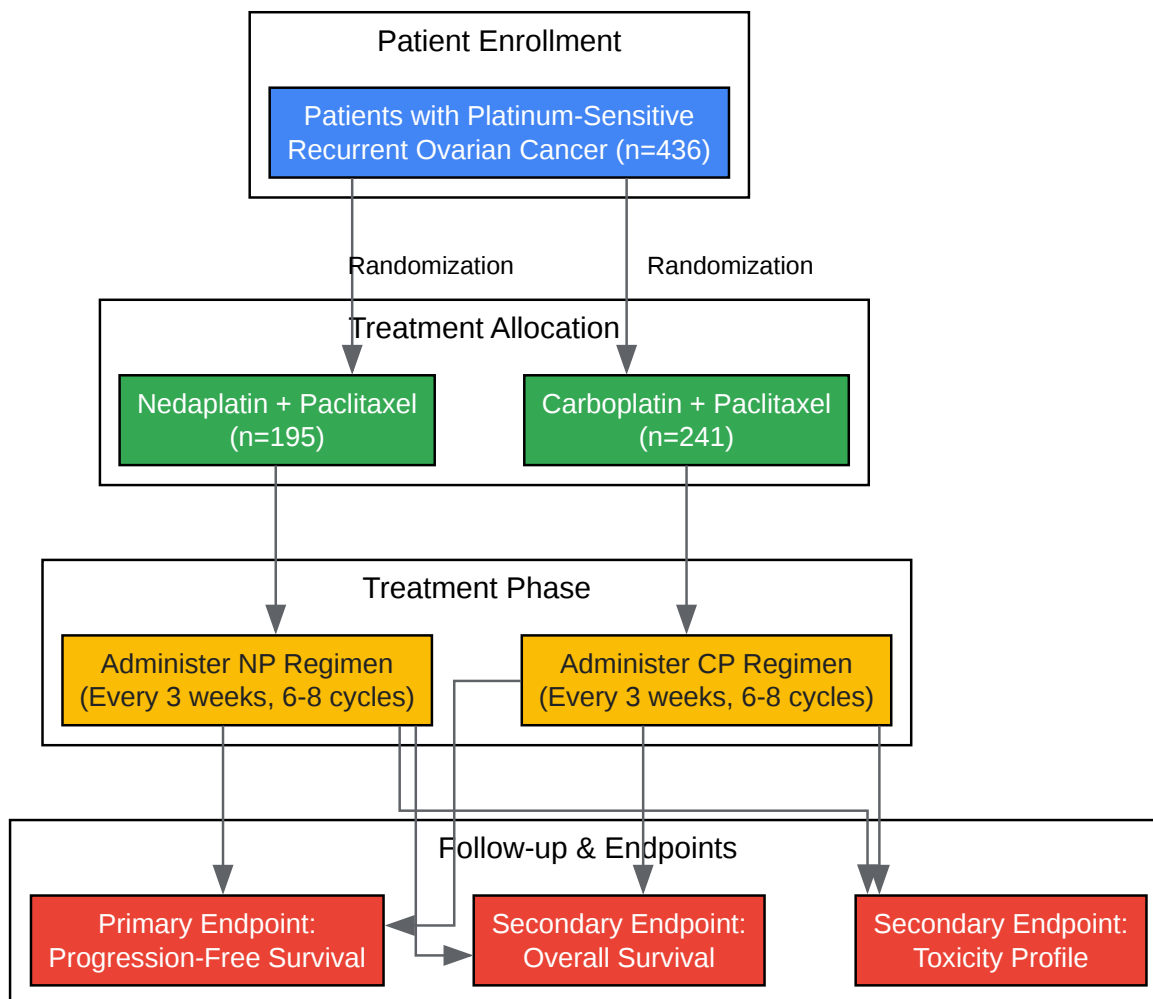 Patient Enrollment
Patients with Platinum-Sensitive
Recurrent Ovarian Cancer (n=436)
Randomization
Randomization
Treatment Allocation
Nedaplatin + Paclitaxel
(n=195)
Carboplatin + Paclitaxel
(n=241)
Treatment Phase
Administer NP Regimen
(Every 3 weeks, 6-8 cycles)
Administer CP Regimen
(Every 3 weeks, 6-8 cycles)
Follow-up & Endpoints
Primary Endpoint:
Progression-Free Survival
Secondary Endpoint:
Overall Survival
Secondary Endpoint:
Toxicity Profile